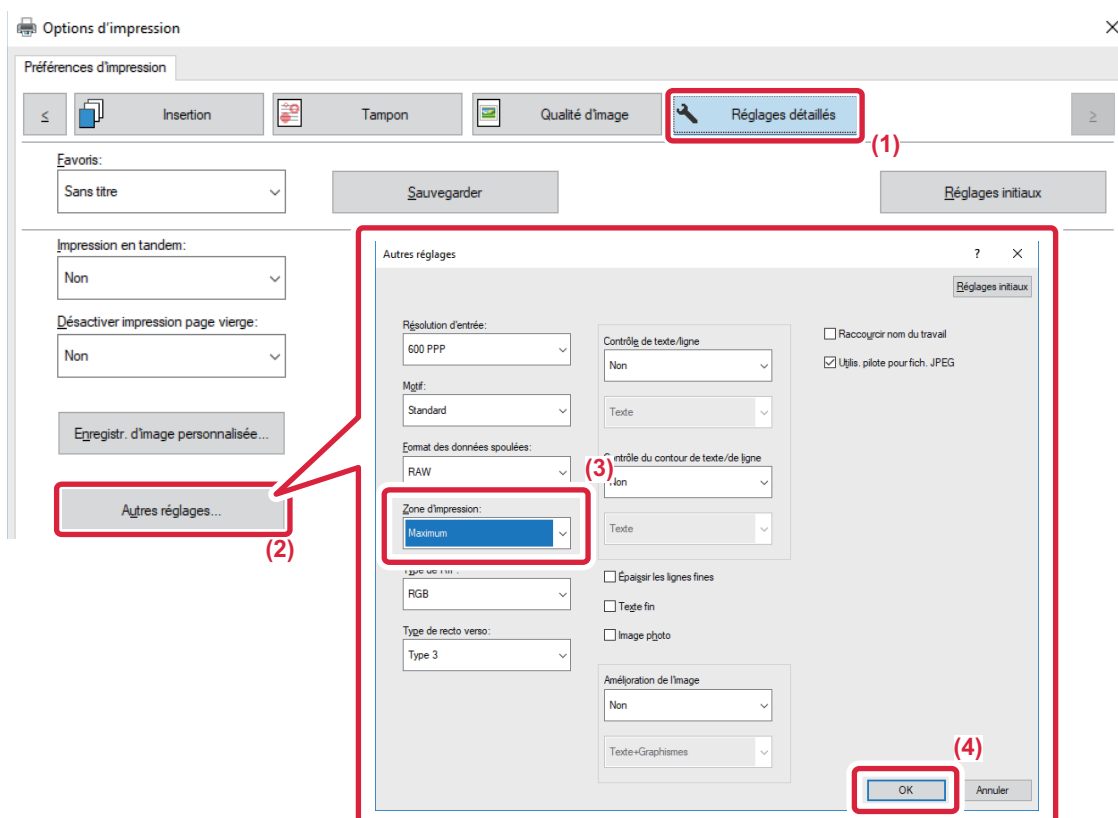 Options d'impression
Préférences d'impression
<
Insertion
Tampon
Qualité d'image
Réglages détaillés
>
(1)
Favoris:
Sans titre
Sauvegarder
Réglages initiaux
Impression en tandem:
Non
Désactiver impression page vierge:
Non
Enregistr. d'image personnalisée...
Autres réglages...
(2)
Autres réglages
?
Réglages initiaux
Résolution d'entrée:
600 PPP
Motif:
Standard
Format des données spoulées:
RAW
(3)
Zone d'impression:
Maximum
Type de
RGB
Type de recto verso:
Type 3
Contrôle de texte/ligne
Non
Texte
Contrôle du contour de texte/de ligne
Non
Texte
Épaissir les lignes fines
Texte fin
Image photo
Amélioration de l'image
Non
Texte+Graphismes
Raccourcir nom du travail
Utilis. pilote pour fich. JPEG
(4)
OK
Annuler